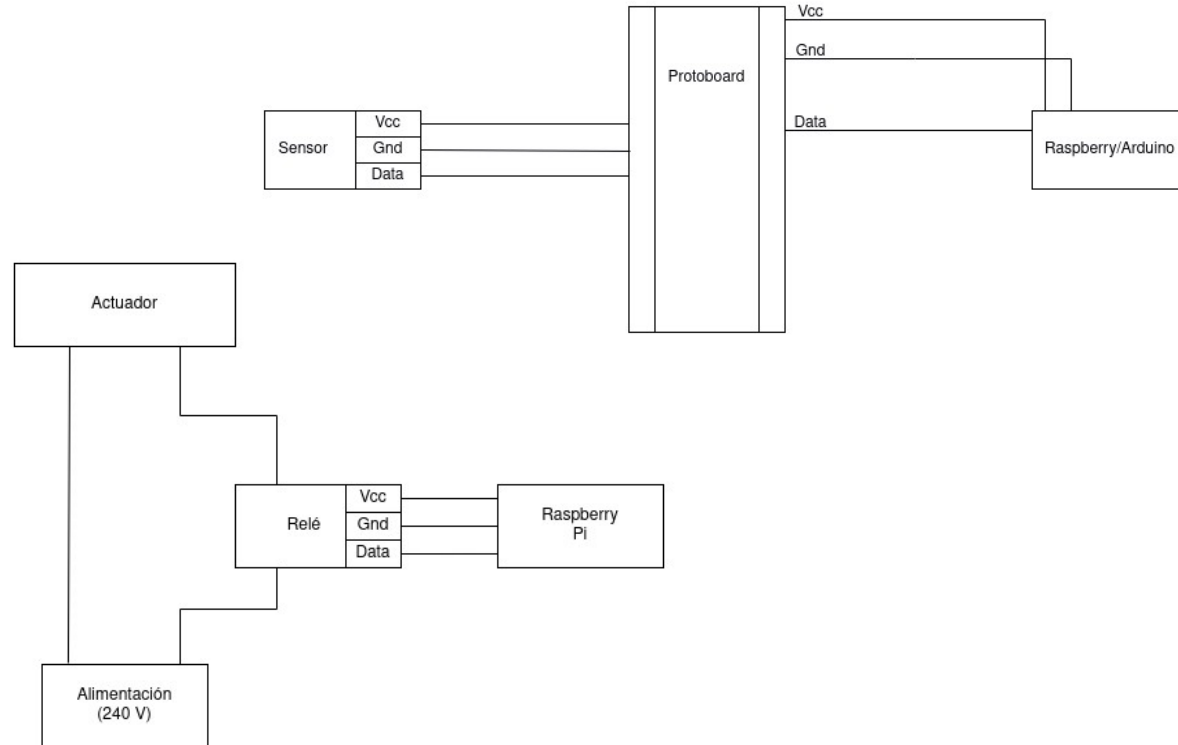 Vcc
Gnd
Protoboard
Data
Raspberry/Arduino
Sensor
Vcc
Gnd
Data
Actuador
Relé
Vcc
Gnd
Data
Raspberry
Pi
Alimentación
(240 V)